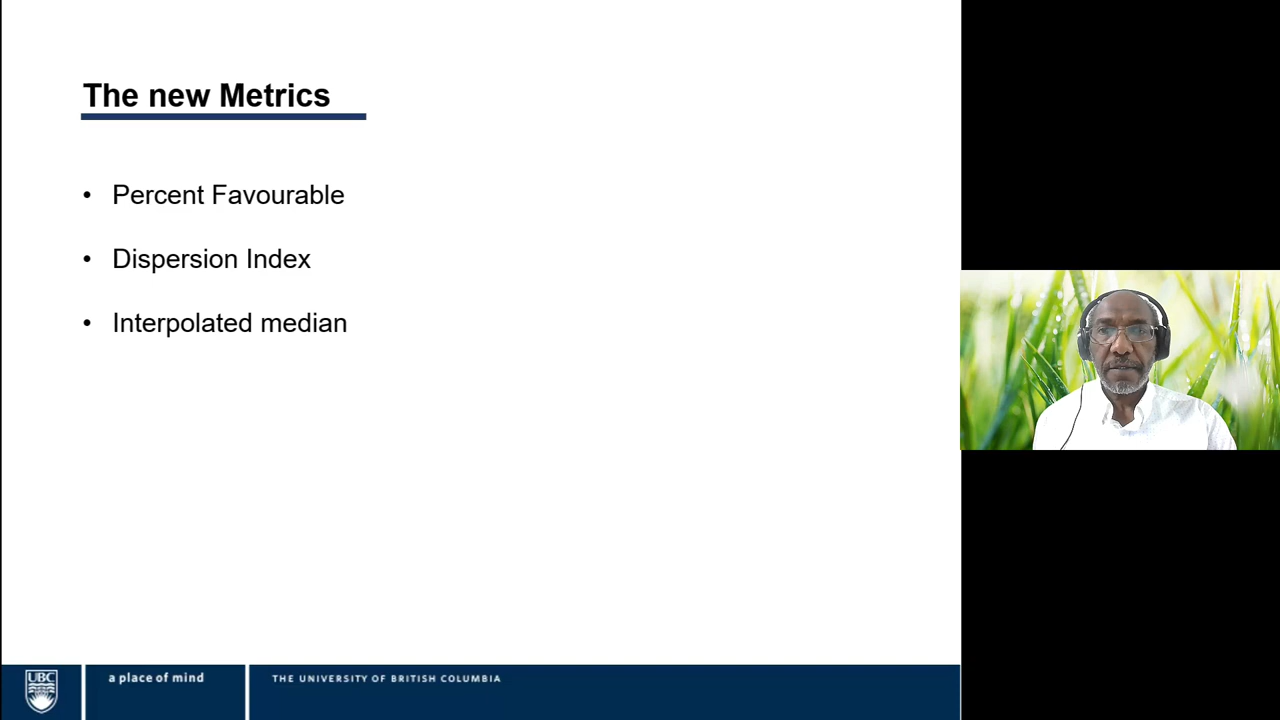 The new Metrics
• Percent Favourable
• Dispersion Index
• Interpolated median
UBC
a place of mind
THE UNIVERSITY OF BRITISH COLUMBIA